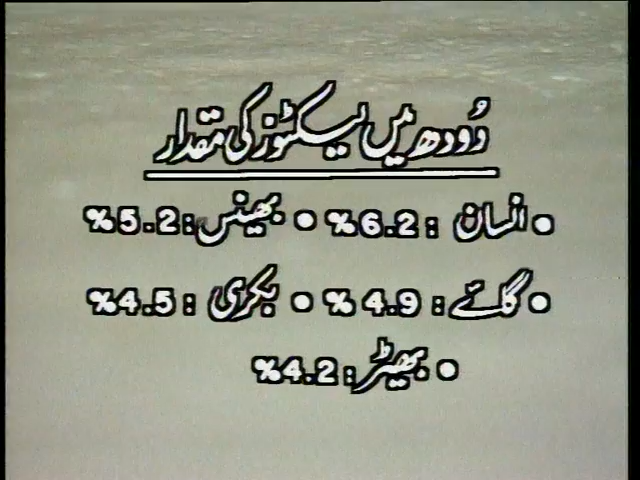 دُودھ میں لیکٹوز کی مقدار
• انسان : 6.2% • بھینس : 5.2%
• گائے : 4.9% • بکری : 4.5%
• بھیڑ : 4.2%